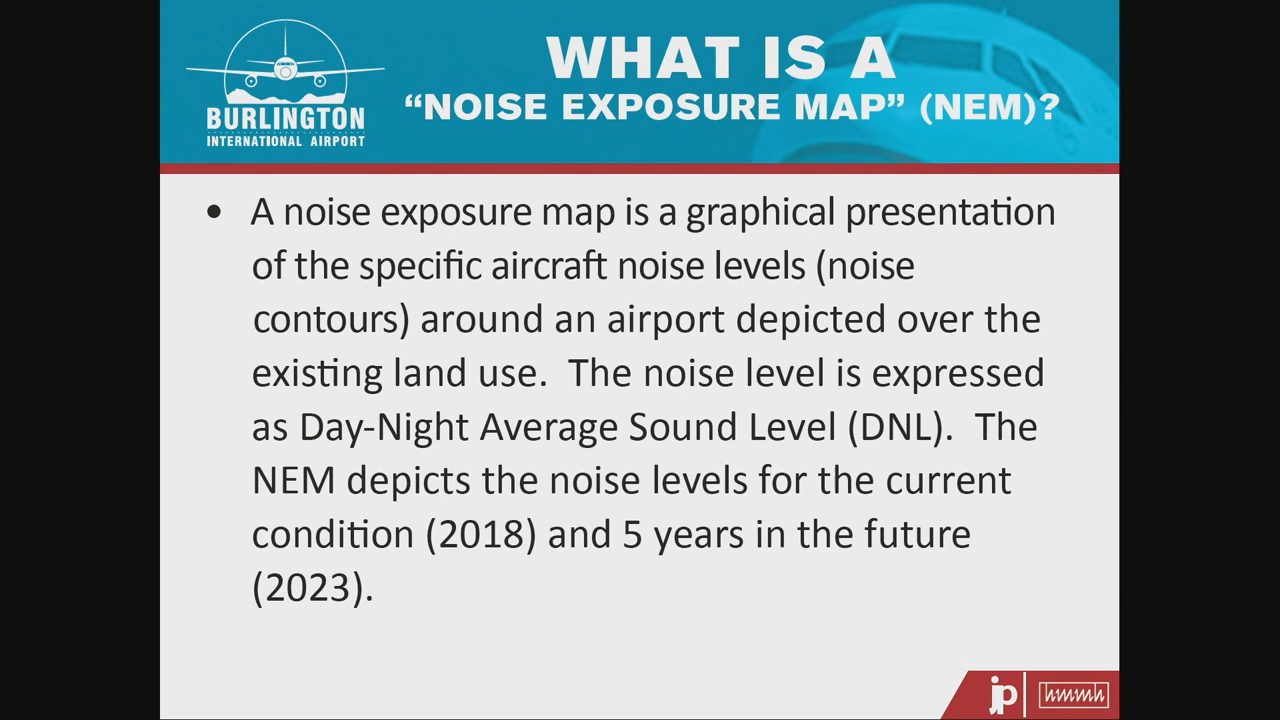 BURLINGTON
INTERNATIONAL AIRPORT
WHAT IS A
“NOISE EXPOSURE MAP” (NEM)?
• A noise exposure map is a graphical presentation
of the specific aircraft noise levels (noise
contours) around an airport depicted over the
existing land use.  The noise level is expressed
as Day-Night Average Sound Level (DNL).  The
NEM depicts the noise levels for the current
condition (2018) and 5 years in the future
(2023).
jp hmmh